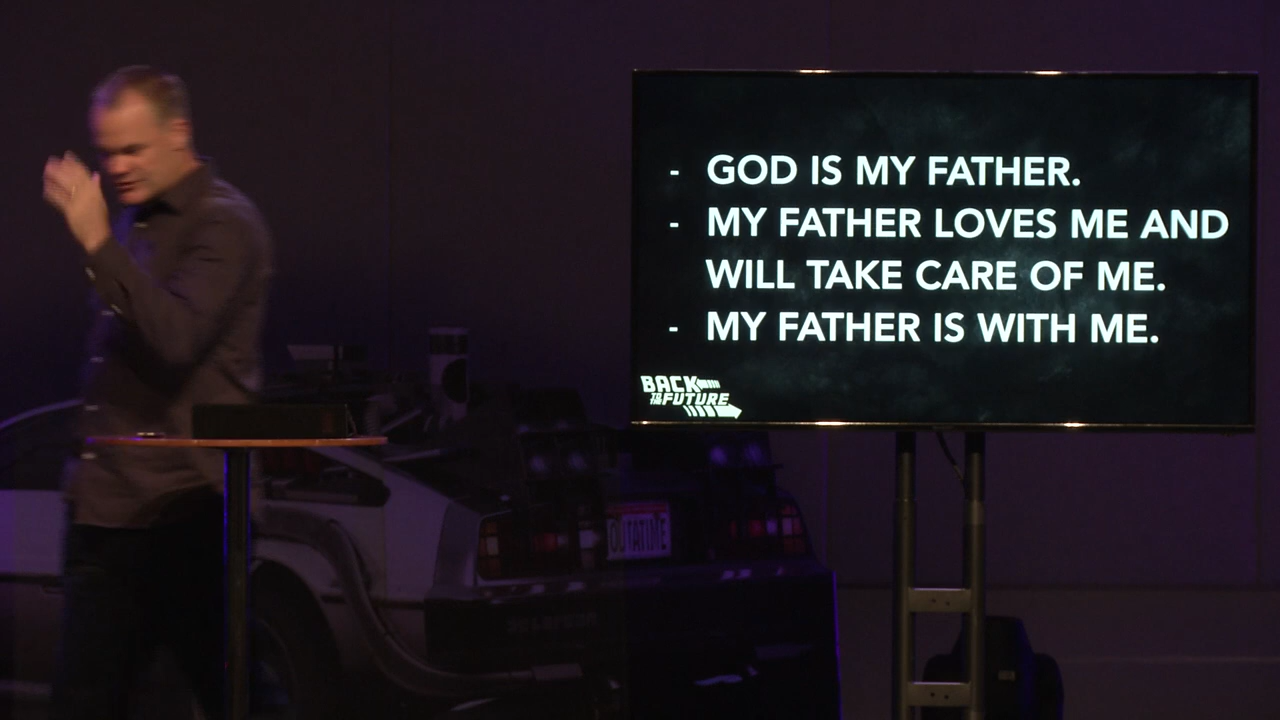 - GOD IS MY FATHER.
- MY FATHER LOVES ME AND
WILL TAKE CARE OF ME.
- MY FATHER IS WITH ME.
BACK
TO THE
FUTURE
OUTATIME